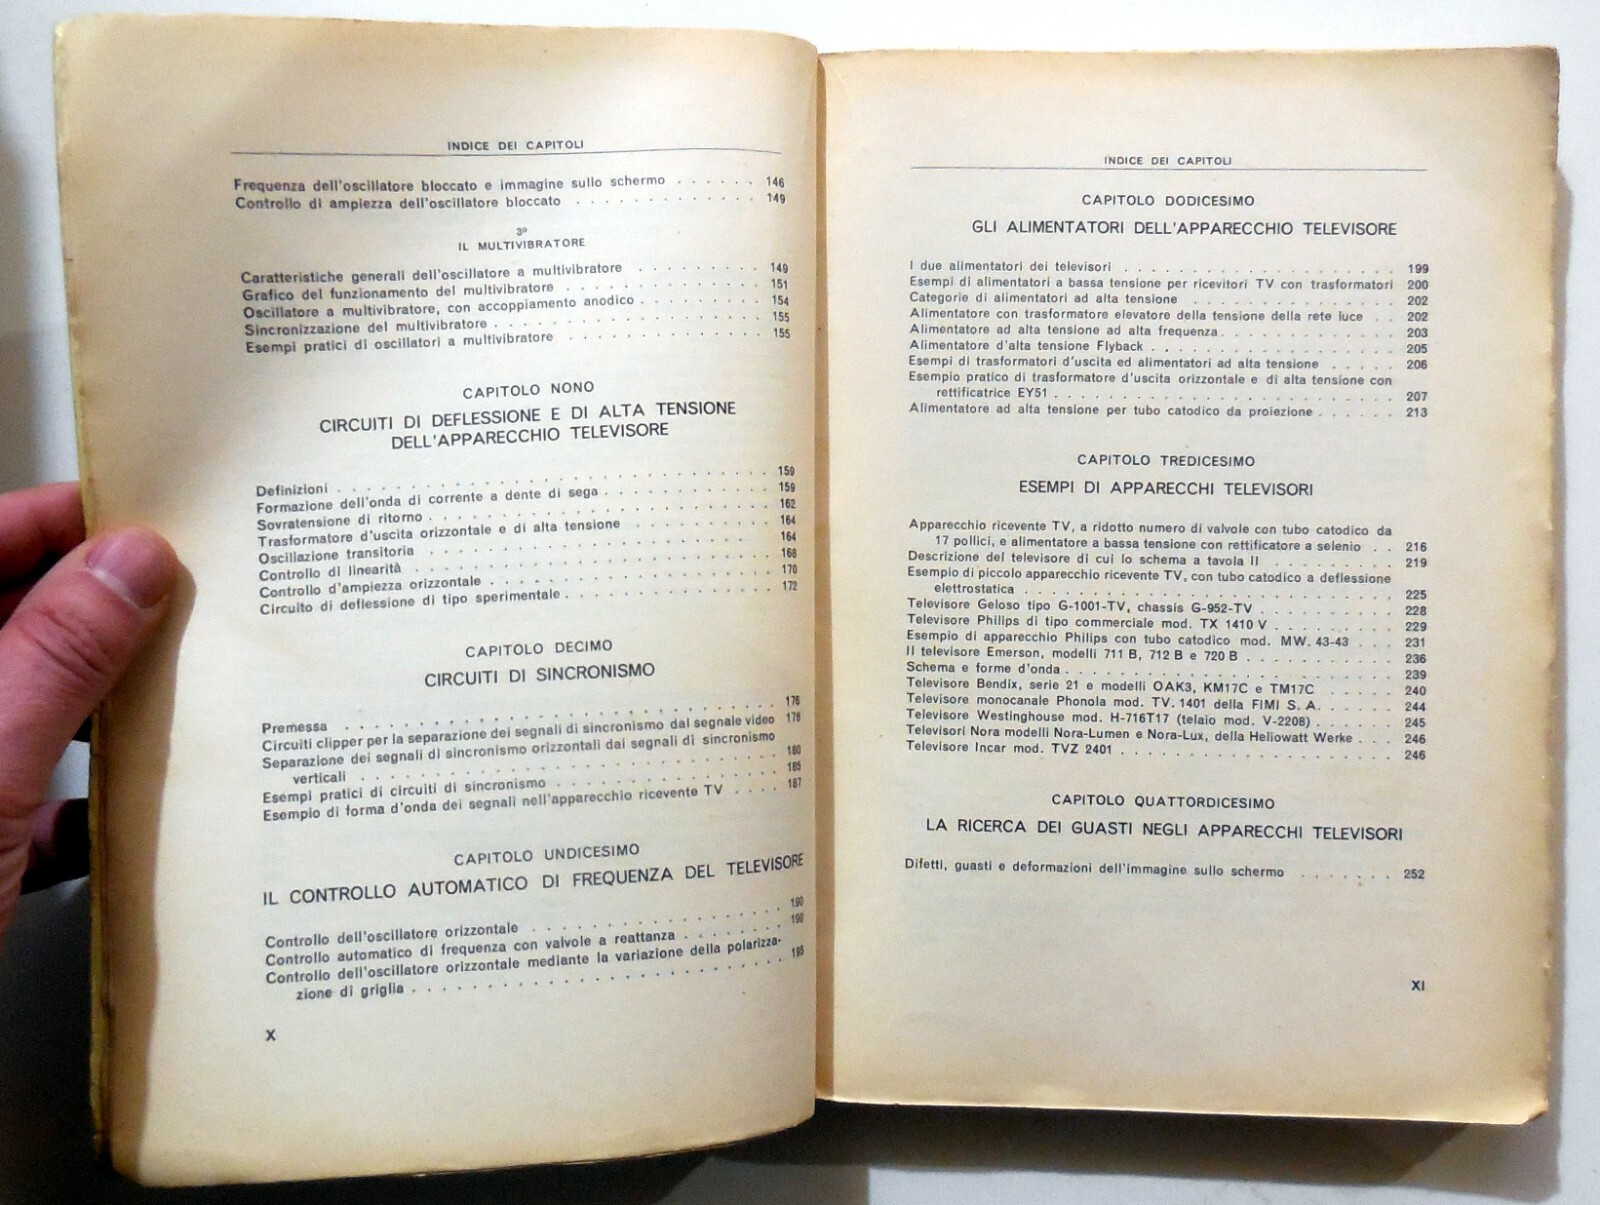 INDICE DEI CAPITOLI
Frequenza dell'oscillatore bloccato e immagine sullo schermo . . . . . . 146
Controllo di ampiezza dell'oscillatore bloccato . . . . . . . . . . . . . 149
3º
IL MULTIVIBRATORE
Caratteristiche generali dell'oscillatore a multivibratore . . . . . . . . . 149
Grafico del funzionamento del multivibratore . . . . . . . . . . . . . 151
Oscillatore a multivibratore, con accoppiamento anodico . . . . . . . . . 154
Sincronizzazione del multivibratore . . . . . . . . . . . . . . . . . 155
Esempi pratici di oscillatori a multivibratore . . . . . . . . . . . . . 155
CAPITOLO NONO
CIRCUITI DI DEFLESSIONE E DI ALTA TENSIONE
DELL'APPARECCHIO TELEVISORE
Definizioni . . . . . . . . . . . . . . . . . . . . . . . . . . . 159
Formazione dell'onda di corrente a dente di sega . . . . . . . . . . . . 159
Sovratensione di ritorno . . . . . . . . . . . . . . . . . . . . . . 162
Trasformatore d'uscita orizzontale e di alta tensione . . . . . . . . . . . 164
Oscillazione transitoria . . . . . . . . . . . . . . . . . . . . . 164
Controllo di linearità . . . . . . . . . . . . . . . . . . . . . . . 168
Controllo d'ampiezza orizzontale . . . . . . . . . . . . . . . . . . . 170
Circuito di deflessione di tipo sperimentale . . . . . . . . . . . . . . . 172
CAPITOLO DECIMO
CIRCUITI DI SINCRONISMO
Premessa . . . . . . . . . . . . . . . . . . . . . . . . . . . 176
Circuiti clipper per la separazione dei segnali di sincronismo dal segnale video 178
Separazione dei segnali di sincronismo orizzontali dai segnali di sincronismo
verticali . . . . . . . . . . . . . . . . . . . . . . . . . . 180
Esempi pratici di circuiti di sincronismo . . . . . . . . . . . . . . . 185
Esempio di forma d'onda dei segnali nell'apparecchio ricevente TV . . . . 187
CAPITOLO UNDICESIMO
IL CONTROLLO AUTOMATICO DI FREQUENZA DEL TELEVISORE
Controllo dell'oscillatore orizzontale . . . . . . . . . . . . . . . . . 190
Controllo automatico di frequenza con valvole a reattanza . . . . . . . . 190
Controllo dell'oscillatore orizzontale mediante la variazione della polarizza-
zione di griglia . . . . . . . . . . . . . . . . . . . . . . . . 195
X
INDICE DEI CAPITOLI
CAPITOLO DODICESIMO
GLI ALIMENTATORI DELL'APPARECCHIO TELEVISORE
I due alimentatori dei televisori . . . . . . . . . . . . . . . . . . . 199
Esempi di alimentatori a bassa tensione per ricevitori TV con trasformatori 200
Categorie di alimentatori ad alta tensione . . . . . . . . . . . . . . 202
Alimentatore con trasformatore elevatore della tensione della rete luce . . 202
Alimentatore ad alta tensione ad alta frequenza . . . . . . . . . . . . 203
Alimentatore d'alta tensione Flyback . . . . . . . . . . . . . . . . . 205
Esempi di trasformatori d'uscita ed alimentatori ad alta tensione . . . . . 206
Esempio pratico di trasformatore d'uscita orizzontale e di alta tensione con
rettificatrice EY51 . . . . . . . . . . . . . . . . . . . . . . . . 207
Alimentatore ad alta tensione per tubo catodico da proiezione . . . . . . 213
CAPITOLO TREDICESIMO
ESEMPI DI APPARECCHI TELEVISORI
Apparecchio ricevente TV, a ridotto numero di valvole con tubo catodico da
17 pollici, e alimentatore a bassa tensione con rettificatore a selenio . . 216
Descrizione del televisore di cui lo schema a tavola II . . . . . . . . . 219
Esempio di piccolo apparecchio ricevente TV, con tubo catodico a deflessione
elettrostatica . . . . . . . . . . . . . . . . . . . . . . . . . . 225
Televisore Geloso tipo G-1001-TV, chassis G-952-TV . . . . . . . . . . 228
Televisore Philips di tipo commerciale mod. TX 1410 V . . . . . . . . . 229
Esempio di apparecchio Philips con tubo catodico mod. MW. 43-43 . . . 231
Il televisore Emerson, modelli 711 B, 712 B e 720 B . . . . . . . . . . . 236
Schema e forme d'onda . . . . . . . . . . . . . . . . . . . . . . . 239
Televisore Bendix, serie 21 e modelli OAK3, KM17C e TM17C . . . . . 240
Televisore monocanale Phonola mod. TV. 1401 della FIMI S. A. . . . . . 244
Televisore Westinghouse mod. H-716T17 (telaio mod. V-2208) . . . . . . 245
Televisori Nora modelli Nora-Lumen e Nora-Lux, della Heliowatt Werke . . . 246
Televisore Incar mod. TVZ 2401 . . . . . . . . . . . . . . . . . . . 246
CAPITOLO QUATTORDICESIMO
LA RICERCA DEI GUASTI NEGLI APPARECCHI TELEVISORI
Difetti, guasti e deformazioni dell'immagine sullo schermo . . . . . . . 252
XI